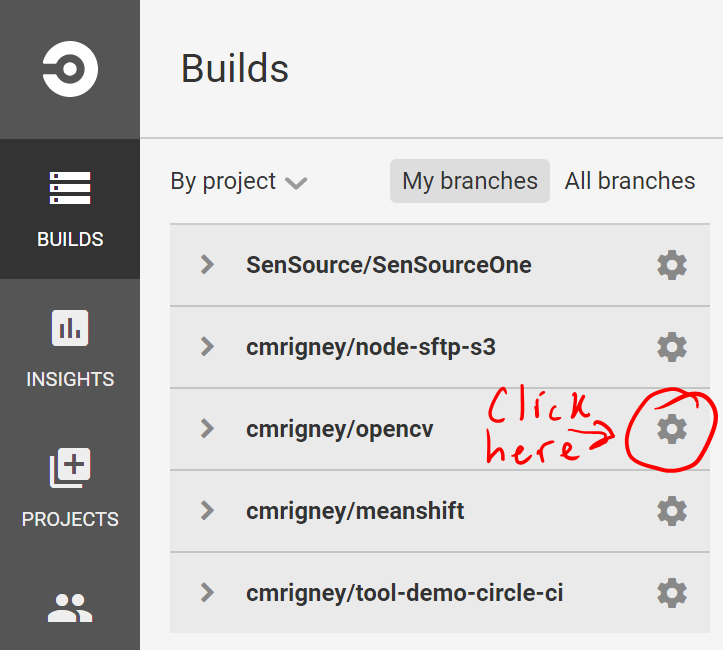 Builds
By project
My branches
All branches
BUILDS
SenSource/SenSourceOne
INSIGHTS
cmrigney/node-sftp-s3
cmrigney/opencv
Click
here
PROJECTS
cmrigney/meanshift
cmrigney/tool-demo-circle-ci